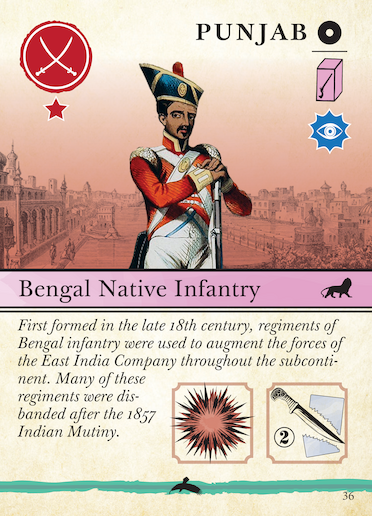 PUNJAB
Bengal Native Infantry
First formed in the late 18th century, regiments of
Bengal infantry were used to augment the forces of
the East India Company throughout the subconti-
nent. Many of these
regiments were dis-
banded after the 1857
Indian Mutiny.
2
36